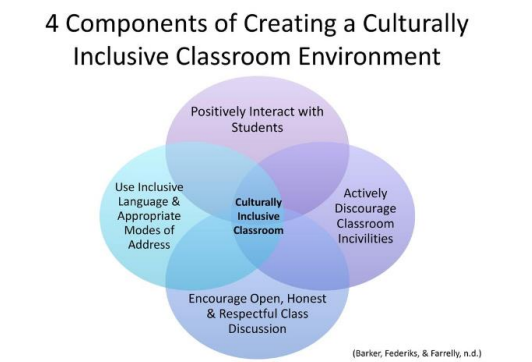 4 Components of Creating a Culturally
Inclusive Classroom Environment
Positively Interact with
Students
Use Inclusive
Language &
Appropriate
Modes of
Address
Culturally
Inclusive
Classroom
Actively
Discourage
Classroom
Incivilities
Encourage Open, Honest
& Respectful Class
Discussion
(Barker, Federiks, & Farrelly, n.d.)